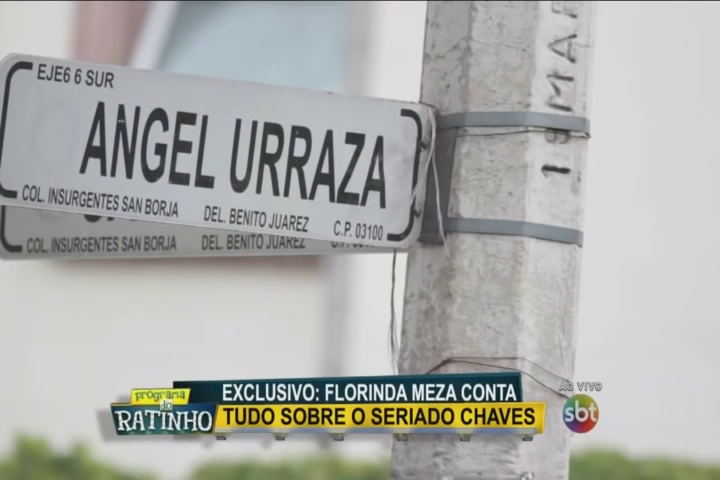 EJE6 6 SUR
ANGEL URRAZA
COL. INSURGENTES SAN BORJA DEL. BENITO JUAREZ C.P. 03100
COL. INSURGENTES SAN BORJA DEL. BENITO JUAREZ
programa do
RATINHO
EXCLUSIVO: FLORINDA MEZA CONTA
TUDO SOBRE O SERIADO CHAVES
AO VIVO
sbt